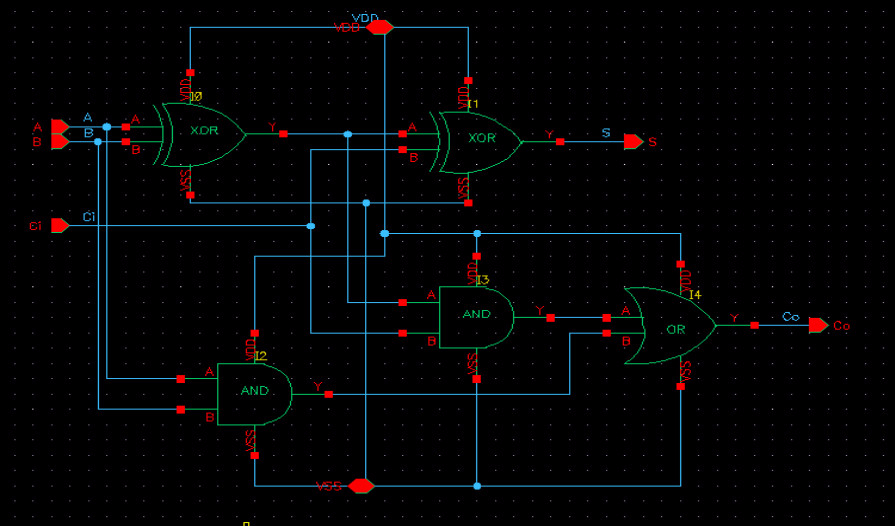 VDD
VDD
VDD I0
VDD I1
A A A XOR Y A XOR Y S S
B B B B
VSS VSS
Ci Ci
VDD I3 VDD I4
A AND Y A OR Y Co Co
B B
VDD I2 VSS VSS
A AND Y
B
VSS
VSS